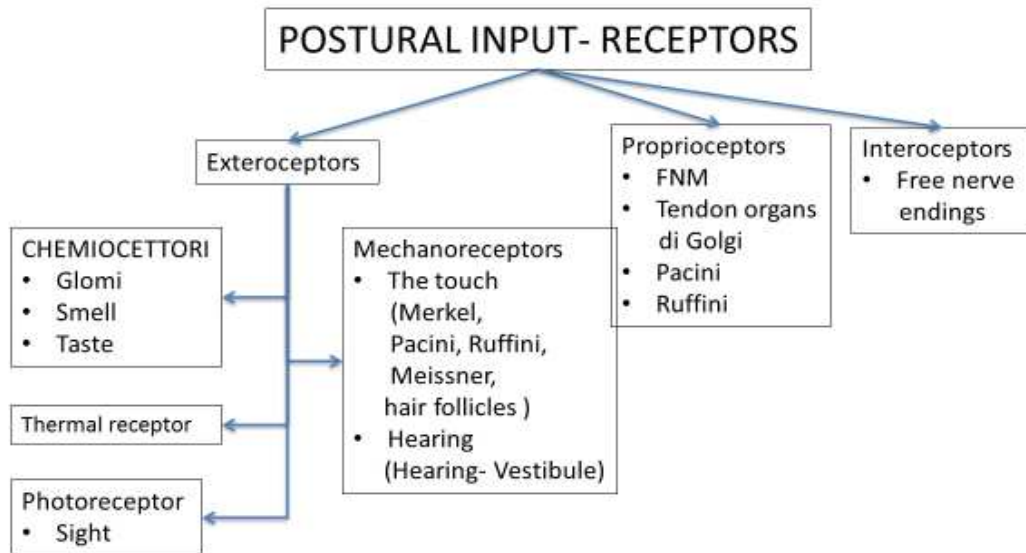 POSTURAL INPUT- RECEPTORS
Exteroceptors
Proprioceptors
• FNM
• Tendon organs
di Golgi
• Pacini
• Ruffini
Interoceptors
• Free nerve
endings
CHEMIOCETTORI
• Glomi
• Smell
• Taste
Mechanoreceptors
• The touch
(Merkel,
Pacini, Ruffini,
Meissner,
hair follicles )
• Hearing
(Hearing- Vestibule)
Thermal receptor
Photoreceptor
• Sight